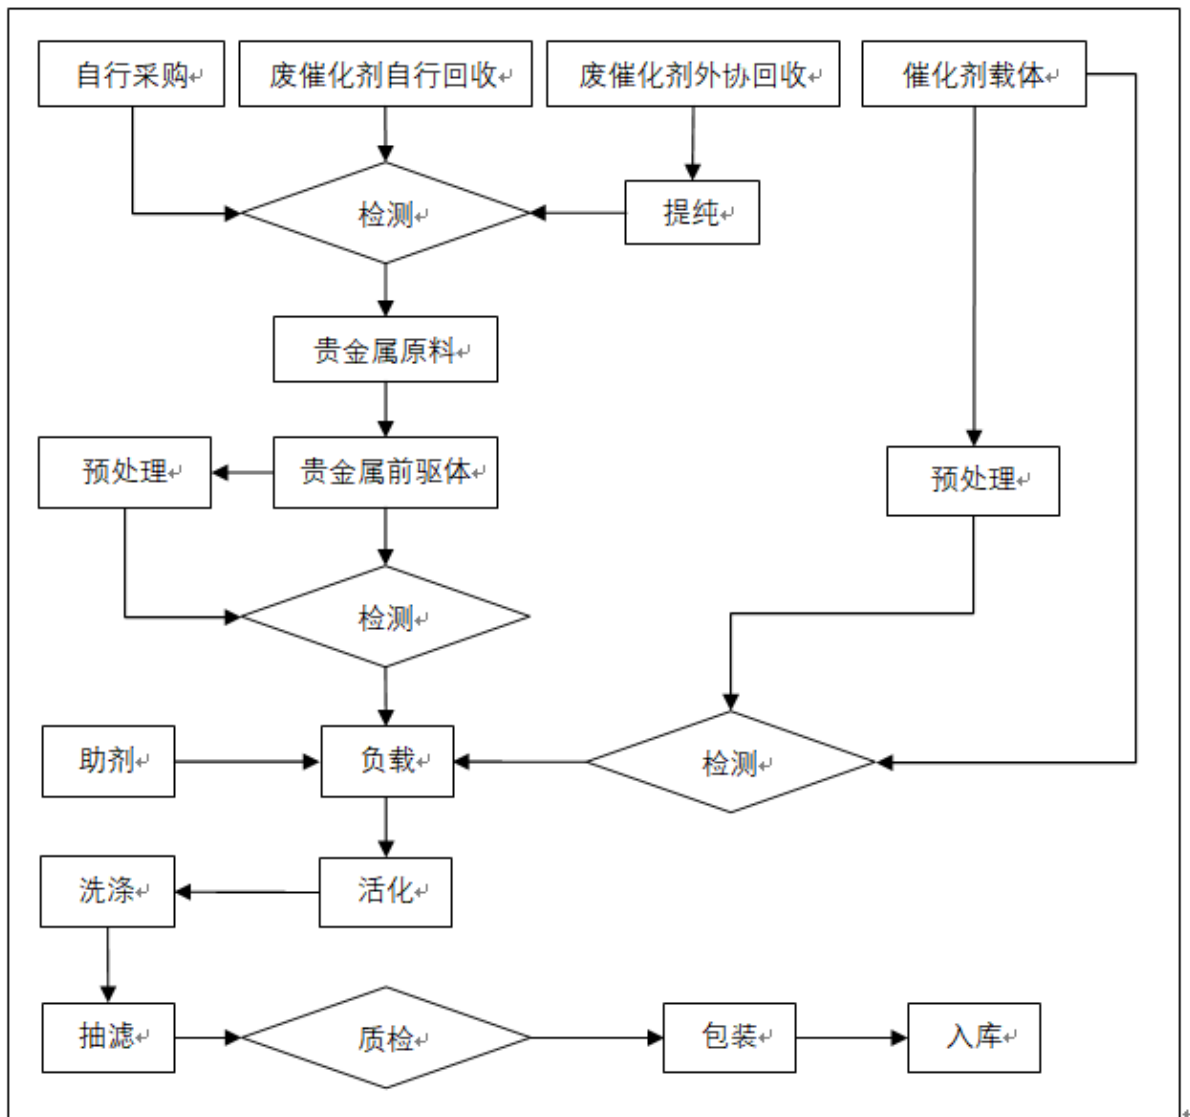 自行采购
废催化剂自行回收
废催化剂外协回收
催化剂载体
检测
提纯
贵金属原料
预处理
贵金属前驱体
预处理
检测
助剂
负载
检测
洗涤
活化
抽滤
质检
包装
入库